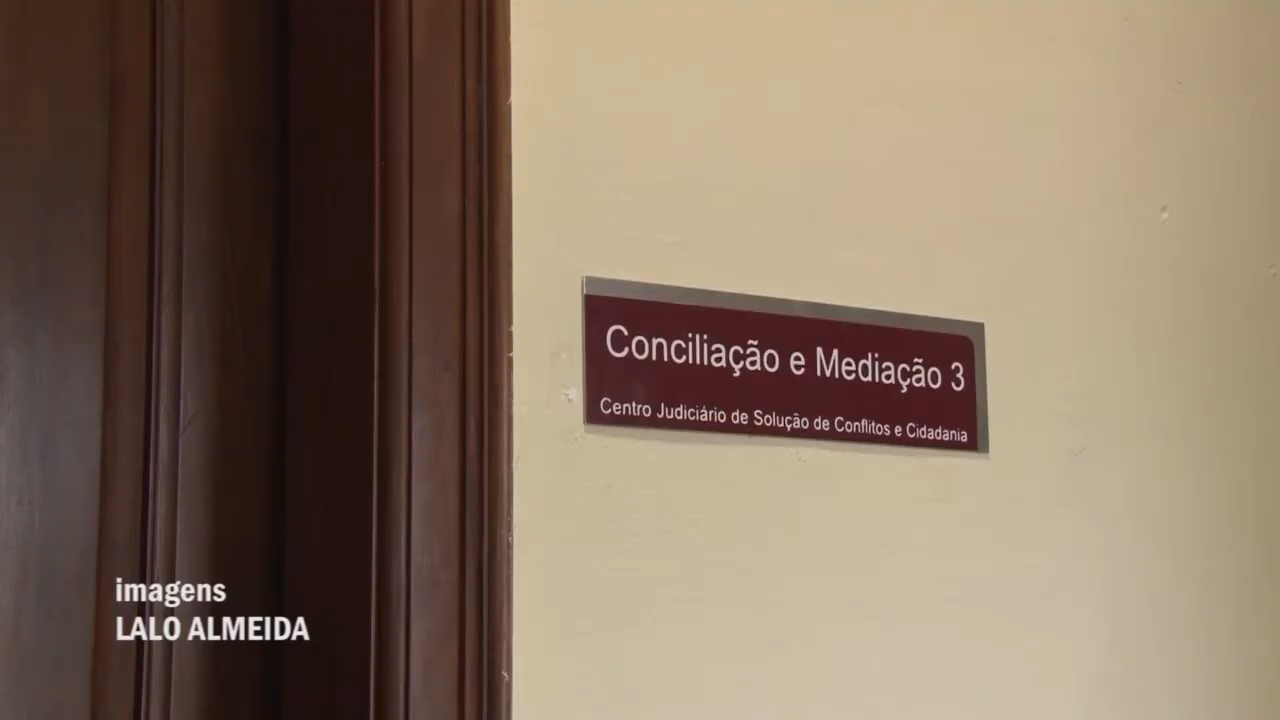 Conciliação e Mediação 3
Centro Judiciário de Solução de Conflitos e Cidadania
imagens
LALO ALMEIDA